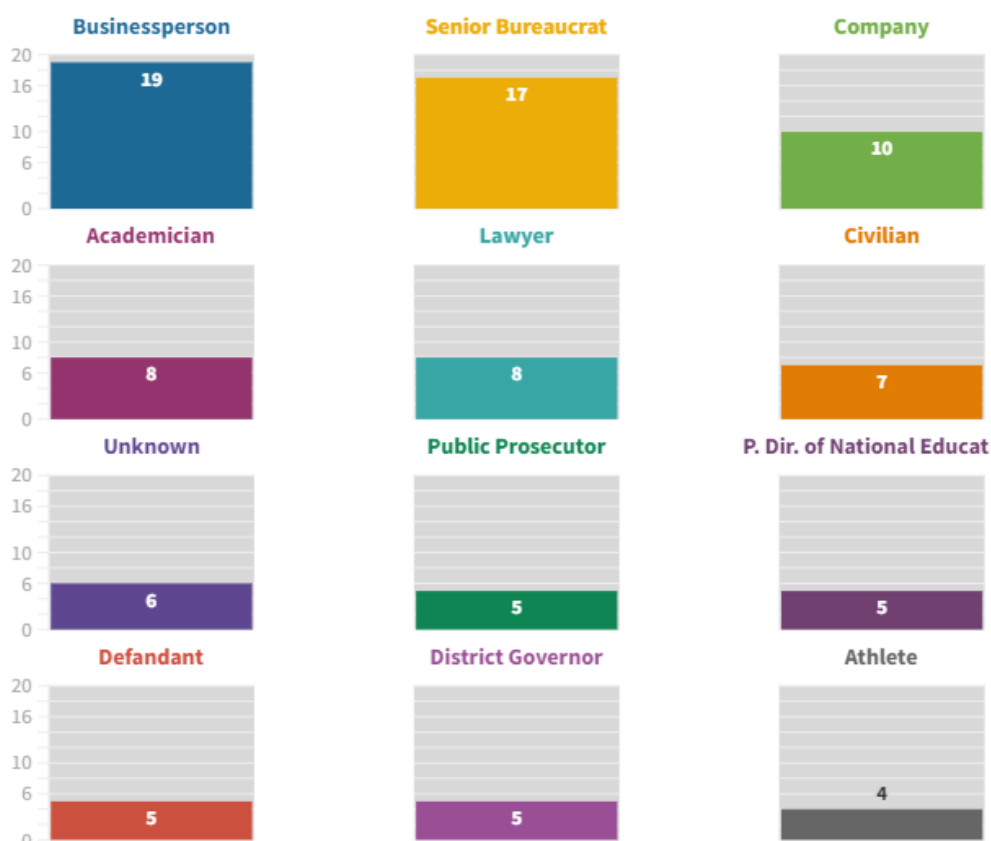 Businessperson Senior Bureaucrat Company
20
16
10
6
0
19 17 10
Academician Lawyer Civilian
20
16
10
6
0
8 8 7
Unknown Public Prosecutor P. Dir. of National Educat
20
16
10
6
0
6 5 5
Defandant District Governor Athlete
20
16
10
6
0
5 5 4